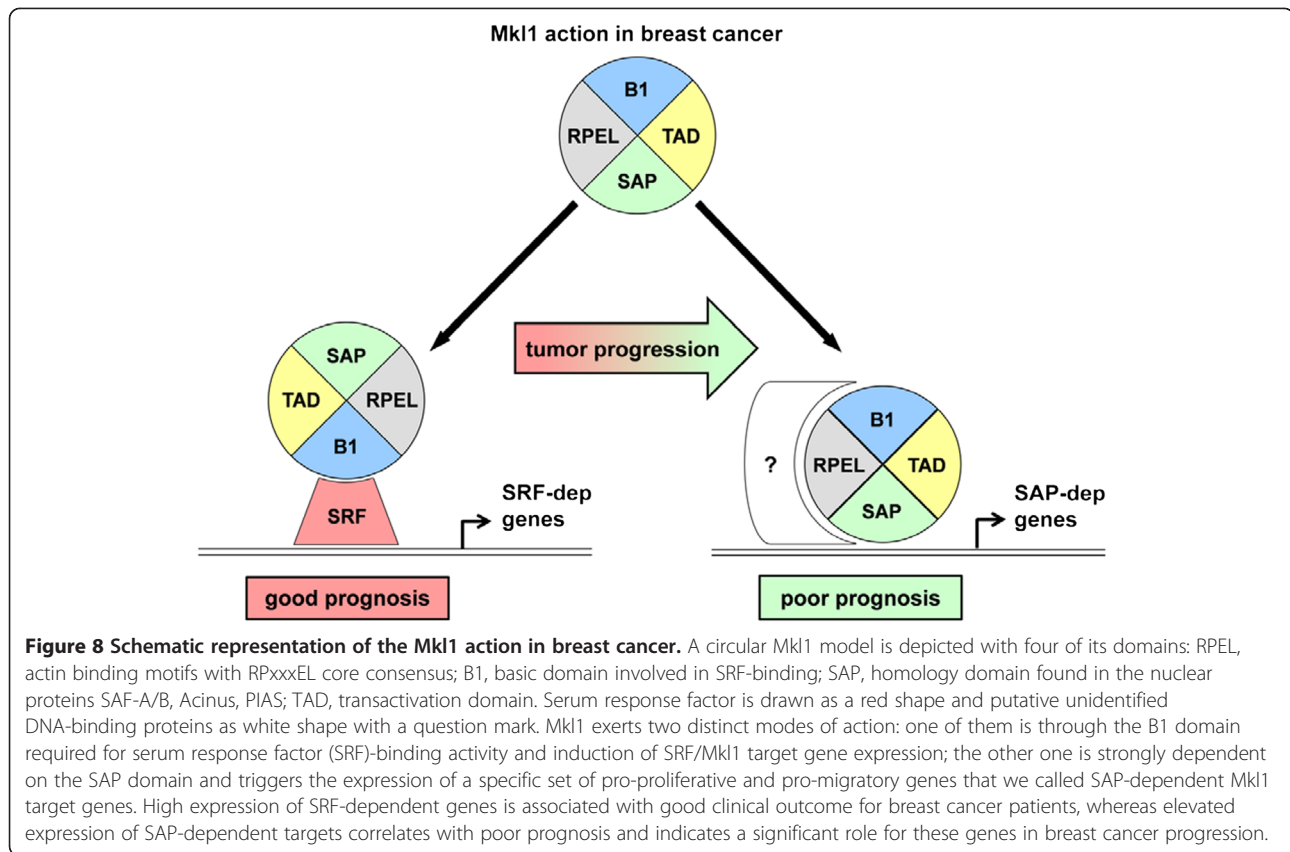 Mkl1 action in breast cancer
B1
RPEL
TAD
SAP
tumor progression
SAP
TAD
RPEL
B1
SRF
SRF-dep
genes
good prognosis
?
B1
RPEL
TAD
SAP
SAP-dep
genes
poor prognosis
Figure 8 Schematic representation of the Mkl1 action in breast cancer. A circular Mkl1 model is depicted with four of its domains: RPEL,
actin binding motifs with RPxxxEL core consensus; B1, basic domain involved in SRF-binding; SAP, homology domain found in the nuclear
proteins SAF-A/B, Acinus, PIAS; TAD, transactivation domain. Serum response factor is drawn as a red shape and putative unidentified
DNA-binding proteins as white shape with a question mark. Mkl1 exerts two distinct modes of action: one of them is through the B1 domain
required for serum response factor (SRF)-binding activity and induction of SRF/Mkl1 target gene expression; the other one is strongly dependent
on the SAP domain and triggers the expression of a specific set of pro-proliferative and pro-migratory genes that we called SAP-dependent Mkl1
target genes. High expression of SRF-dependent genes is associated with good clinical outcome for breast cancer patients, whereas elevated
expression of SAP-dependent targets correlates with poor prognosis and indicates a significant role for these genes in breast cancer progression.